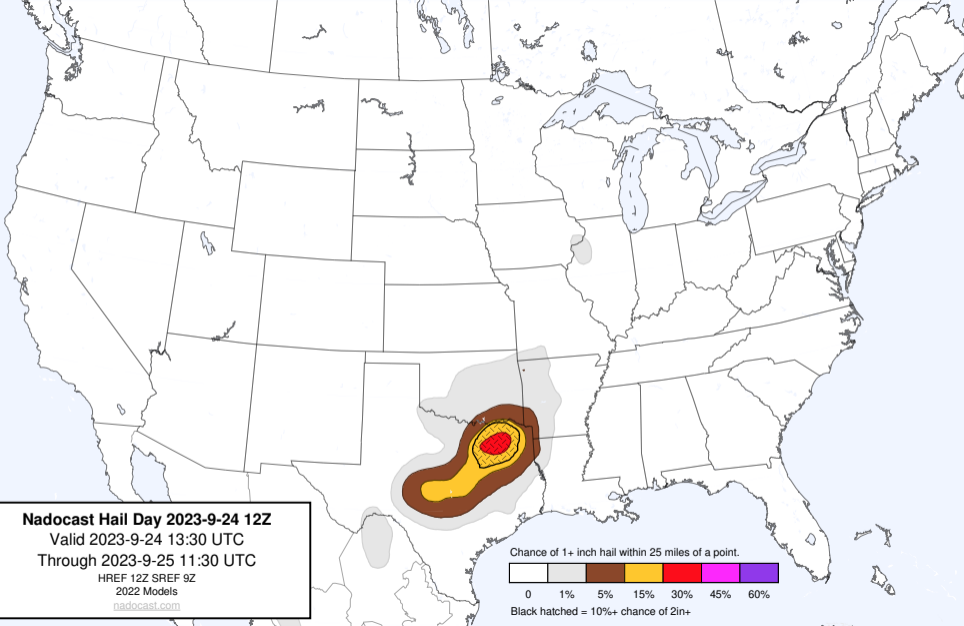 Nadocast Hail Day 2023-9-24 12Z
Valid 2023-9-24 13:30 UTC
Through 2023-9-25 11:30 UTC
HREF 12Z SREF 9Z
2022 Models
nadocast.com
Chance of 1+ inch hail within 25 miles of a point.
0 1% 5% 15% 30% 45% 60%
Black hatched = 10%+ chance of 2in+